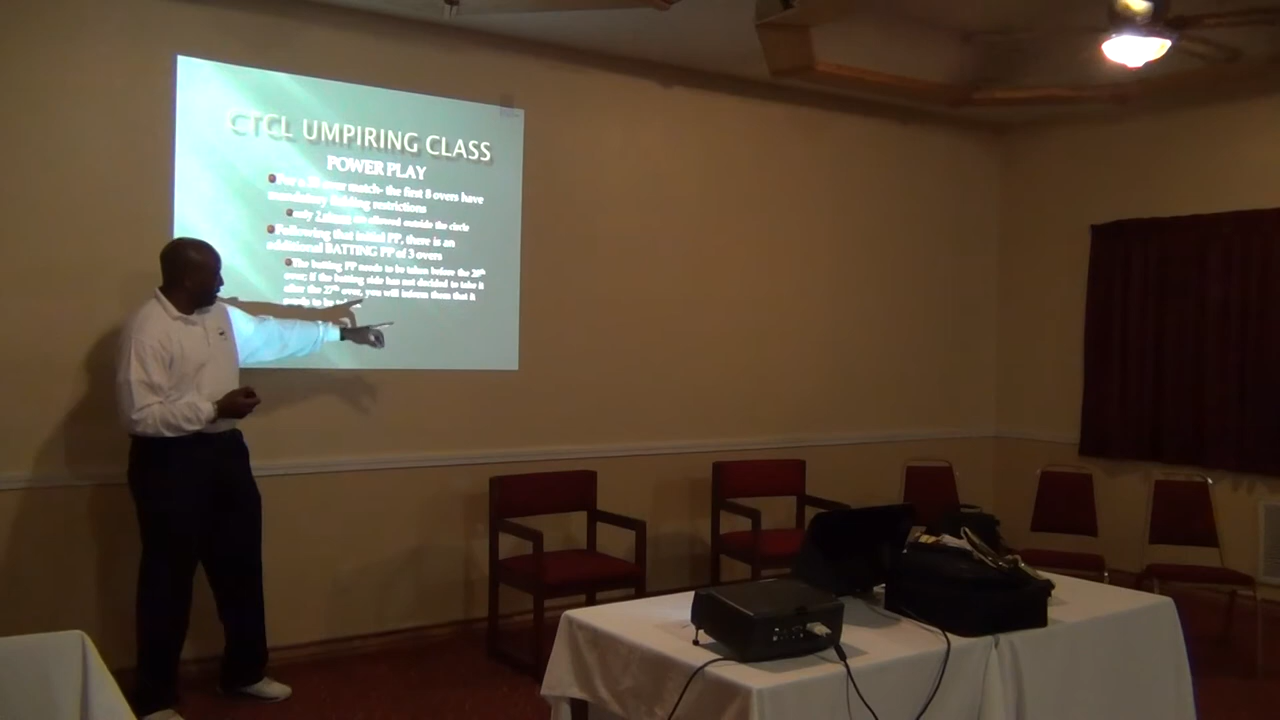 CTCL UMPIRING CLASS
POWER PLAY
For a over match- the first 8 overs have
mandatory fielding restrictions
only 2 allowed outside the circle
Following that initial PP, there is an
additional BATTING PP of 3 overs
The batting PP needs to be taken before the
over; if the batting side has not decided to take it
after the 27th over, you will inform them that it
needs to be